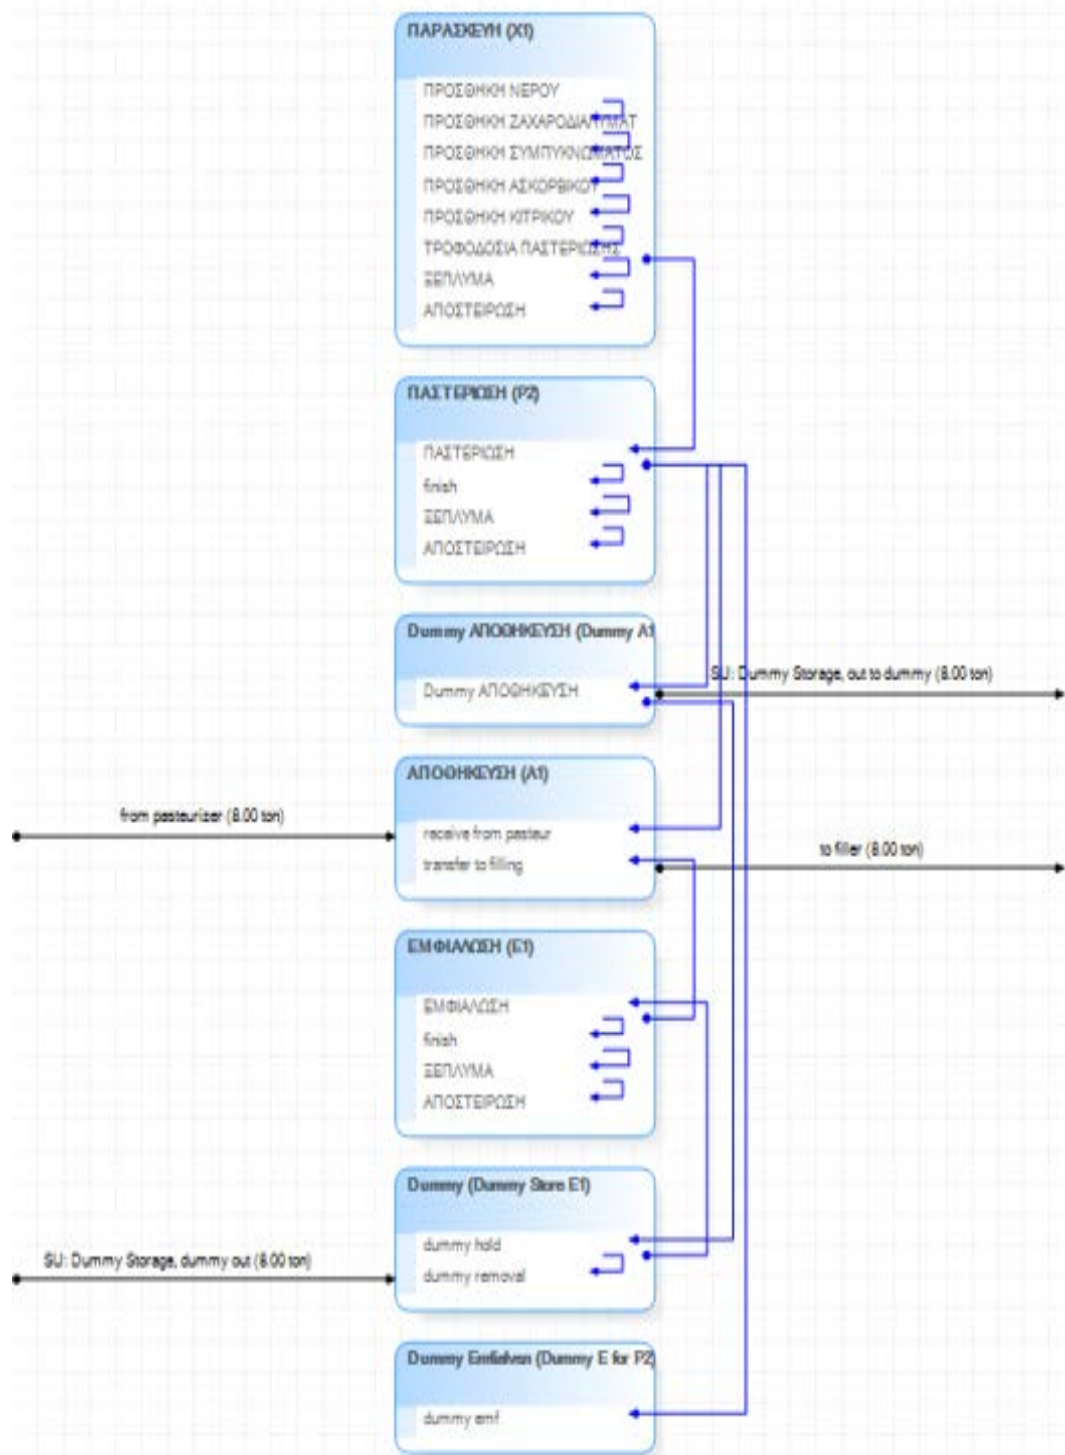 ΠΑΡΑΣΚΕΥΗ (X1)
ΠΡΟΣΘΗΚΗ ΝΕΡΟΥ
ΠΡΟΣΘΗΚΗ ΖΑΧΑΡΟΔΙΑΛΥΜΑΤ
ΠΡΟΣΘΗΚΗ ΣΥΜΠΥΚΝΩΜΑΤΟΣ
ΠΡΟΣΘΗΚΗ ΑΣΚΟΡΒΙΚΟΥ
ΠΡΟΣΘΗΚΗ ΚΙΤΡΙΚΟΥ
ΤΡΟΦΟΔΟΣΙΑ ΠΑΣΤΕΡΙΩΣΗΣ
ΞΕΠΛΥΜΑ
ΑΠΟΣΤΕΙΡΩΣΗ
ΠΑΣΤΕΡΙΩΣΗ (P2)
ΠΑΣΤΕΡΙΩΣΗ
finish
ΞΕΠΛΥΜΑ
ΑΠΟΣΤΕΙΡΩΣΗ
Dummy ΑΠΟΘΗΚΕΥΣΗ (Dummy A1
Dummy ΑΠΟΘΗΚΕΥΣΗ
SU: Dummy Storage, out to dummy (8.00 ton)
ΑΠΟΘΗΚΕΥΣΗ (A1)
from pasteurizer (8.00 ton)
receive from pasteur
transfer to filling
to filler (8.00 ton)
ΕΜΦΙΑΛΩΣΗ (E1)
ΕΜΦΙΑΛΩΣΗ
finish
ΞΕΠΛΥΜΑ
ΑΠΟΣΤΕΙΡΩΣΗ
Dummy (Dummy Store E1)
dummy hold
SU: Dummy Storage, dummy out (8.00 ton)
dummy removal
Dummy Emfialvsn (Dummy E for P2)
dummy emf